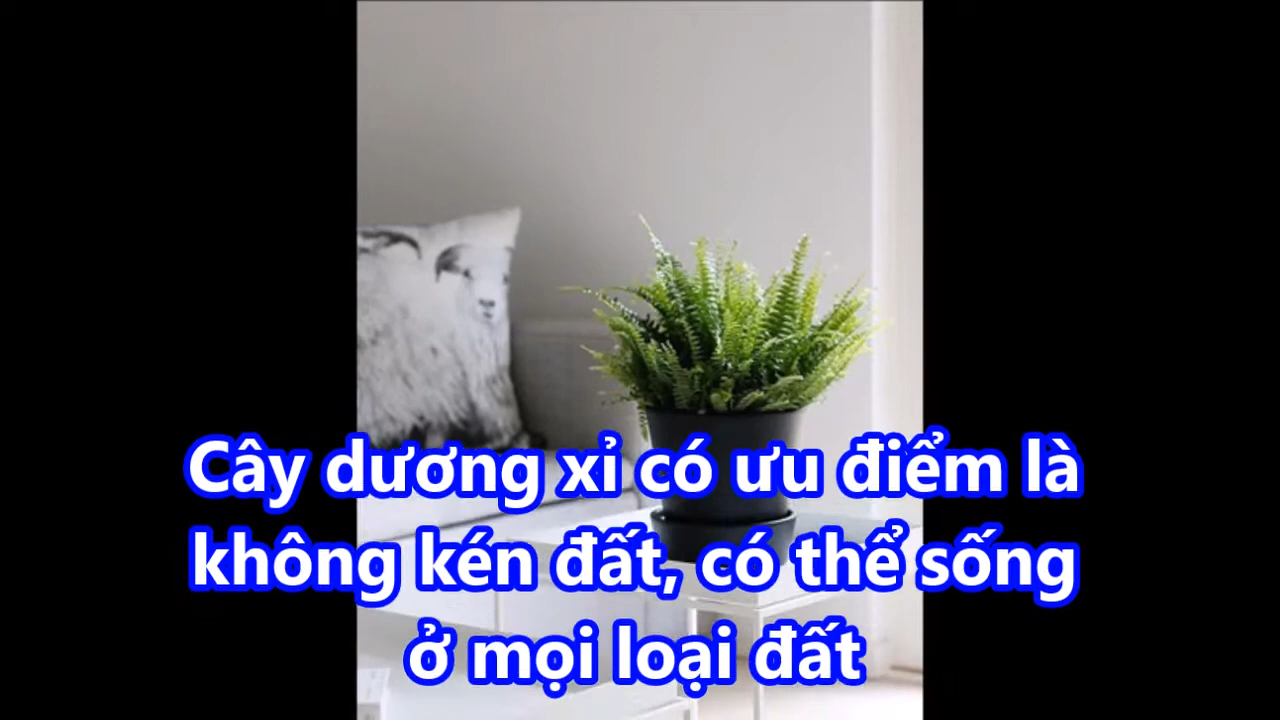 Cây dương xỉ có ưu điểm là
không kén đất, có thể sống
ở mọi loại đất